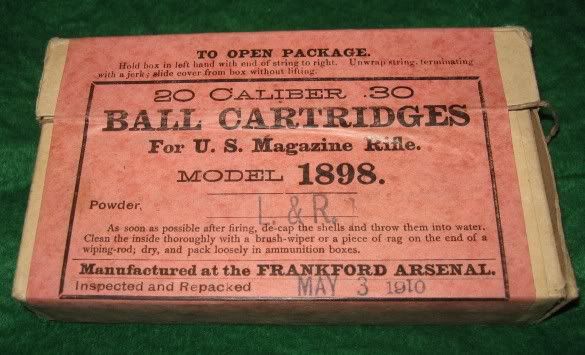 TO OPEN PACKAGE.
Hold box in left hand with end of string to right. Unwrap string, terminating
with a jerk; slide cover from box without lifting.
20 CALIBER .30
BALL CARTRIDGES
For U. S. Magazine Rifle.
MODEL 1898.
Powder, L. & R.
As soon as possible after firing, de-cap the shells and throw them into water.
Clean the inside thoroughly with a brush-wiper or a piece of rag on the end of a
wiping-rod; dry, and pack loosely in ammunition boxes.
Manufactured at the FRANKFORD ARSENAL.
Inspected and Repacked MAY 3 1910